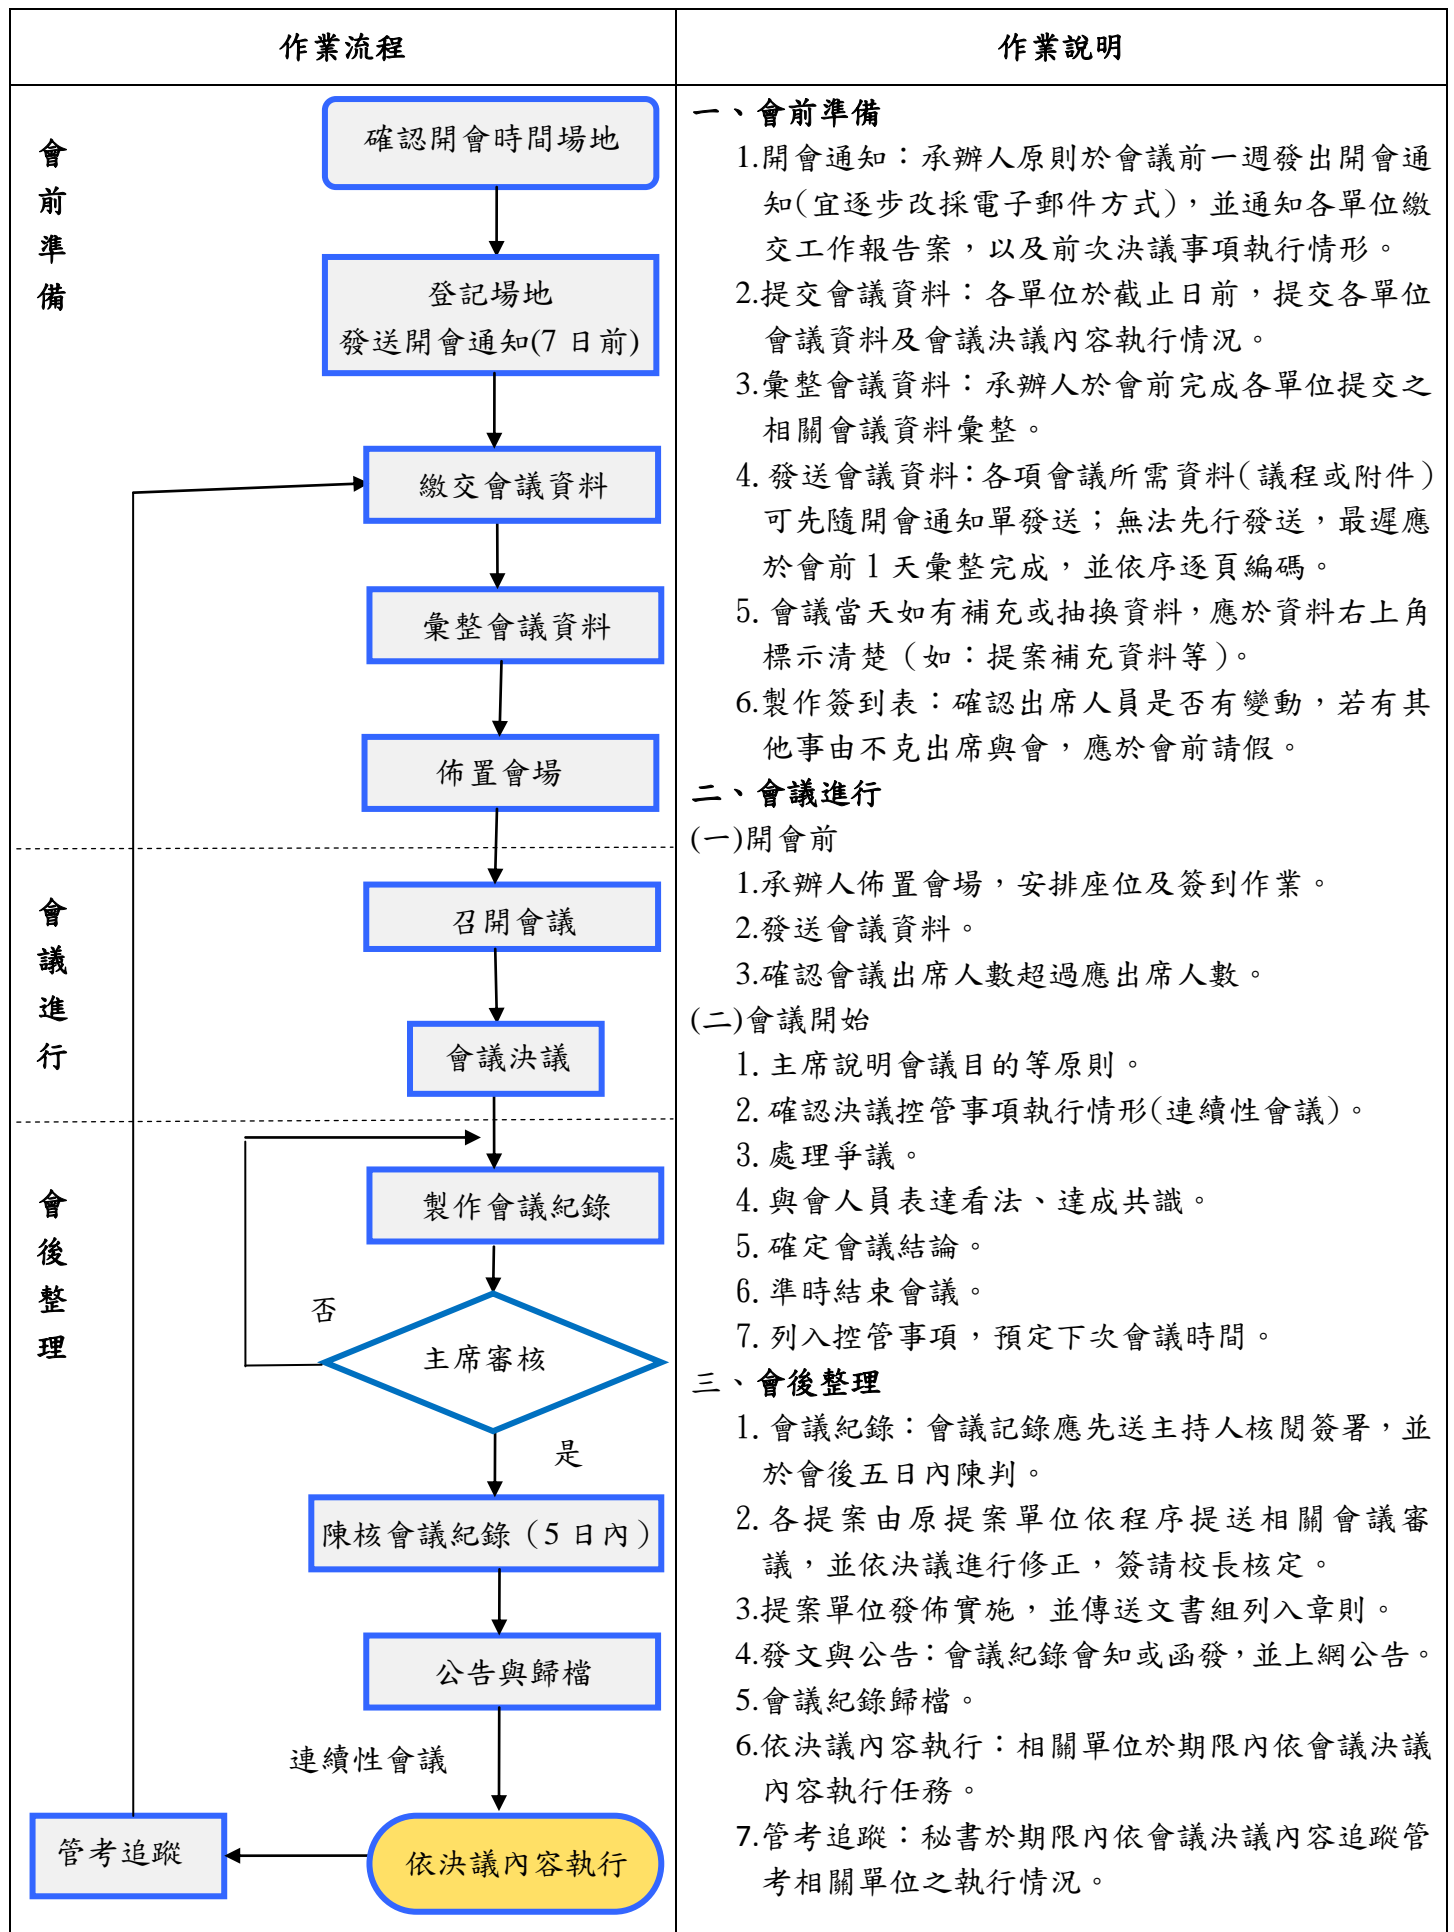 作業流程
作業說明
會前準備
確認開會時間場地
登記場地
發送開會通知(7 日前)
繳交會議資料
彙整會議資料
佈置會場
會議進行
召開會議
會議決議
會後整理
製作會議紀錄
否
主席審核
是
陳核會議紀錄（5 日內）
公告與歸檔
連續性會議
管考追蹤
依決議內容執行
一、會前準備
1.開會通知：承辦人原則於會議前一週發出開會通
知(宜逐步改採電子郵件方式)，並通知各單位繳
交工作報告案，以及前次決議事項執行情形。
2.提交會議資料：各單位於截止日前，提交各單位
會議資料及會議決議內容執行情況。
3.彙整會議資料：承辦人於會前完成各單位提交之
相關會議資料彙整。
4. 發送會議資料：各項會議所需資料(議程或附件)
可先隨開會通知單發送；無法先行發送，最遲應
於會前 1 天彙整完成，並依序逐頁編碼。
5. 會議當天如有補充或抽換資料，應於資料右上角
標示清楚（如：提案補充資料等）。
6.製作簽到表：確認出席人員是否有變動，若有其
他事由不克出席與會，應於會前請假。
二、會議進行
(一)開會前
1.承辦人佈置會場，安排座位及簽到作業。
2.發送會議資料。
3.確認會議出席人數超過應出席人數。
(二)會議開始
1. 主席說明會議目的等原則。
2. 確認決議控管事項執行情形(連續性會議)。
3. 處理爭議。
4. 與會人員表達看法、達成共識。
5. 確定會議結論。
6. 準時結束會議。
7. 列入控管事項，預定下次會議時間。
三、會後整理
1. 會議紀錄：會議記錄應先送主持人核閱簽署，並
於會後五日內陳判。
2. 各提案由原提案單位依程序提送相關會議審
議，並依決議進行修正，簽請校長核定。
3.提案單位發佈實施，並傳送文書組列入章則。
4.發文與公告：會議紀錄會知或函發，並上網公告。
5.會議紀錄歸檔。
6.依決議內容執行：相關單位於期限內依會議決議
內容執行任務。
7.管考追蹤：秘書於期限內依會議決議內容追蹤管
考相關單位之執行情況。